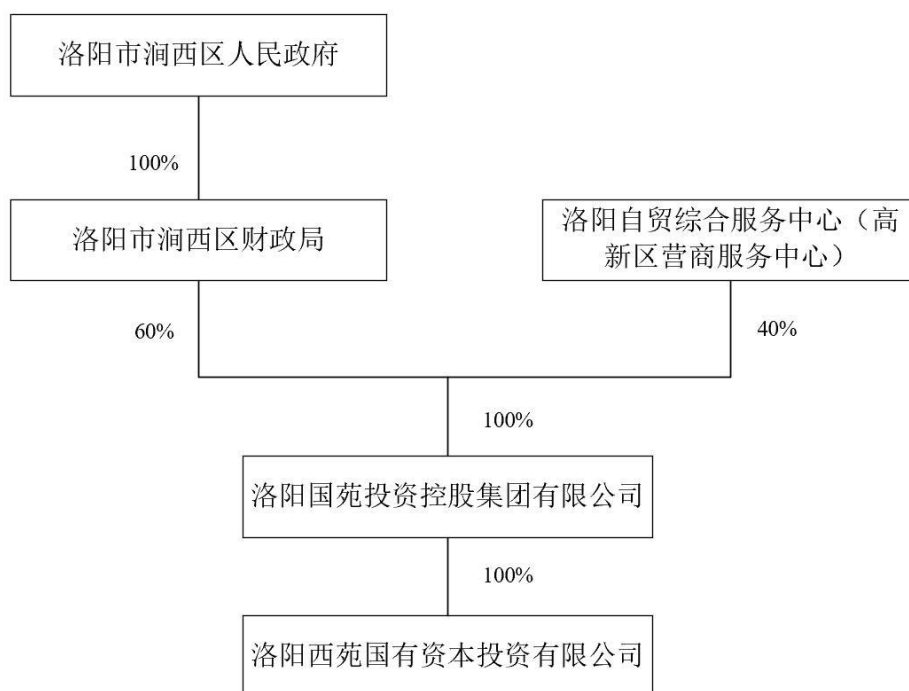 洛阳市涧西区人民政府
100%
洛阳市涧西区财政局
洛阳自贸综合服务中心（高
新区营商服务中心）
60%
40%
100%
洛阳国苑投资控股集团有限公司
100%
洛阳西苑国有资本投资有限公司